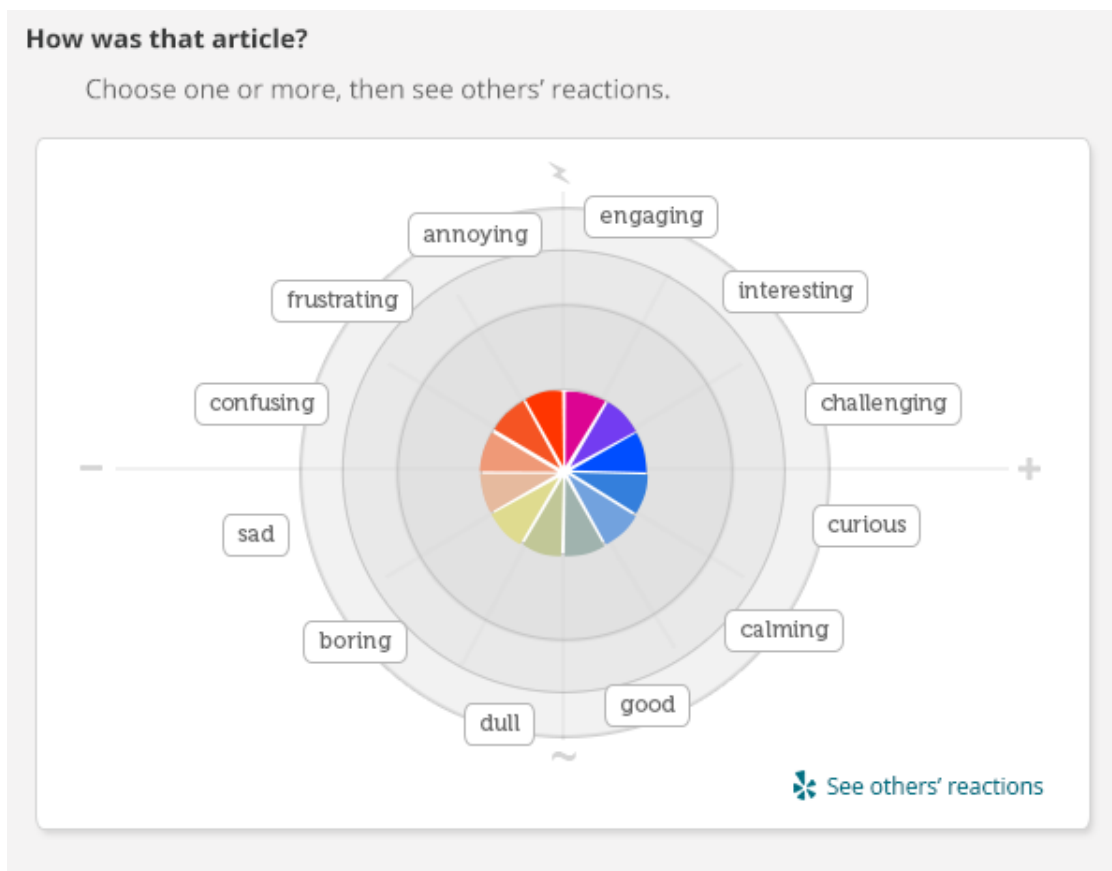 How was that article?
Choose one or more, then see others’ reactions.
engaging
annoying
interesting
frustrating
confusing
challenging
−
+
curious
sad
calming
boring
good
dull
~
See others’ reactions